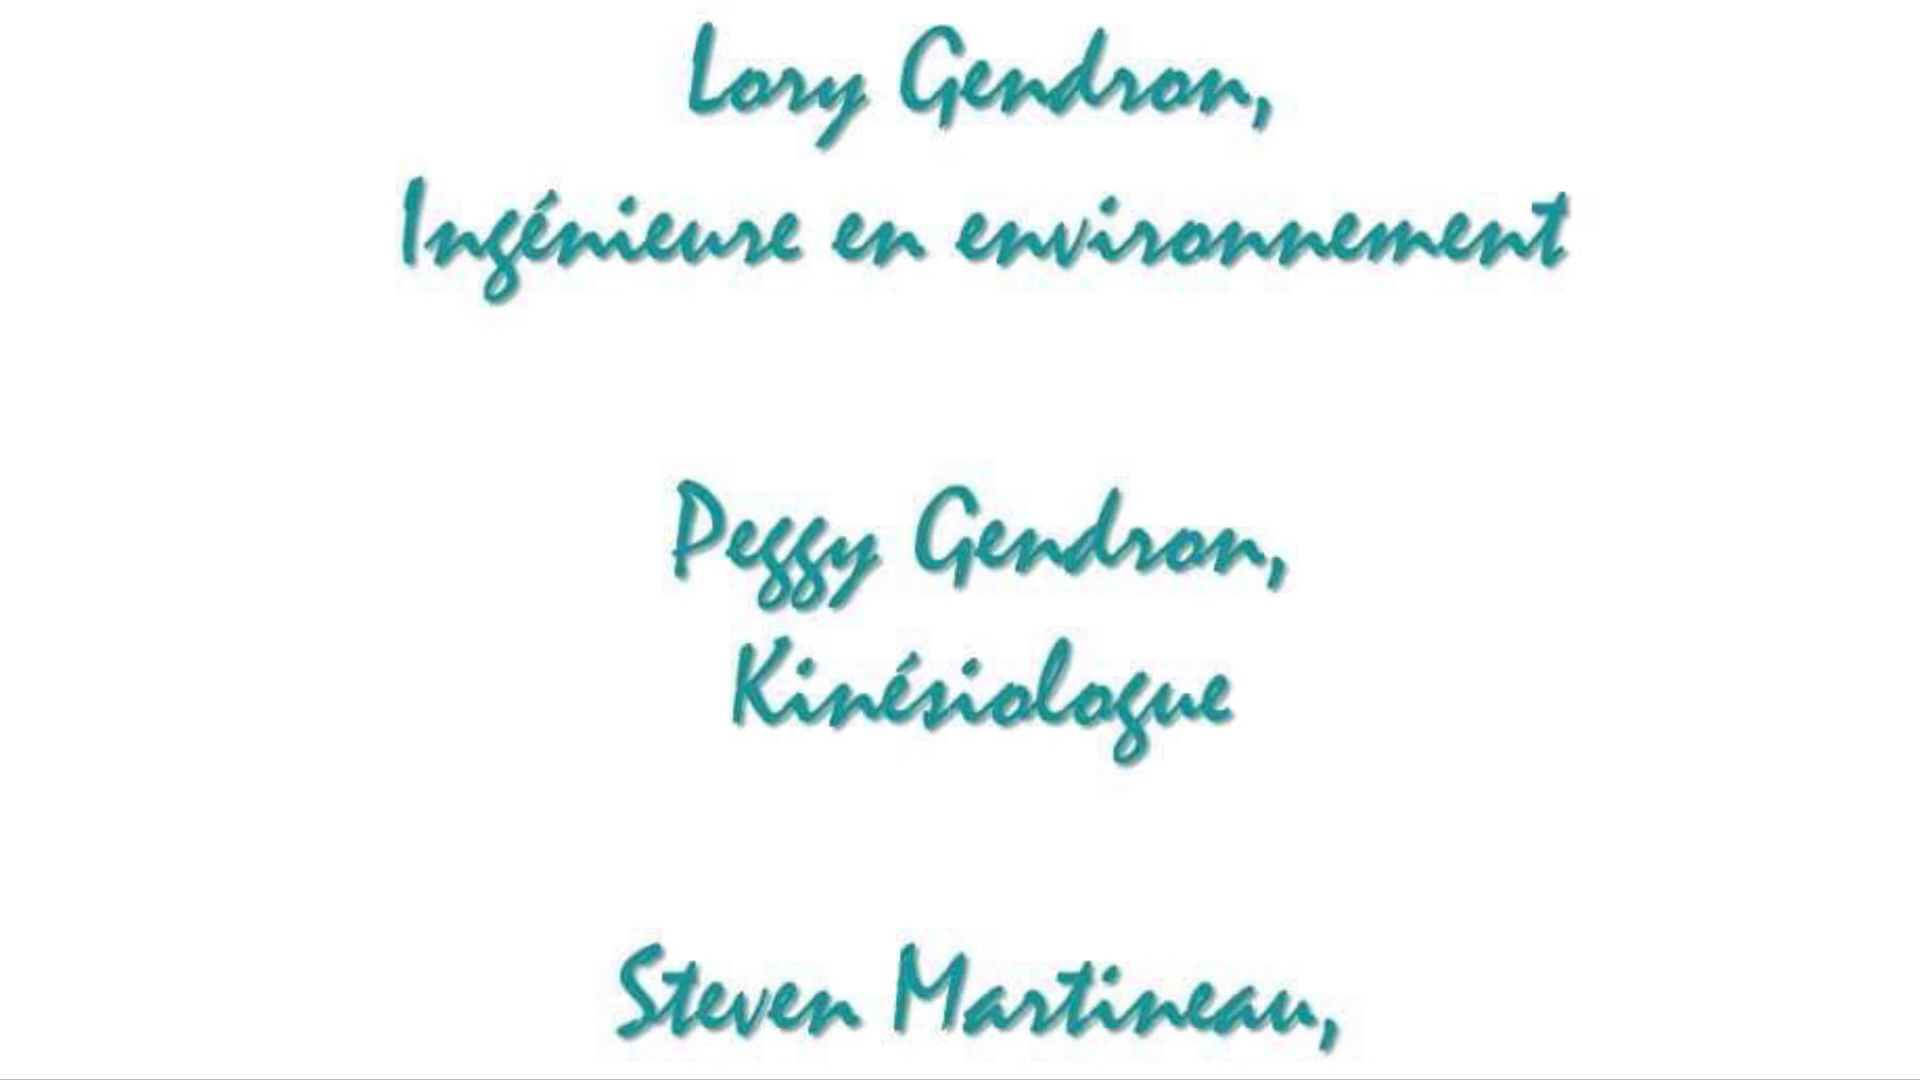 Lory Gendron,
Ingénieure en environnement
Peggy Gendron,
Kinésiologue
Steven Martineau,